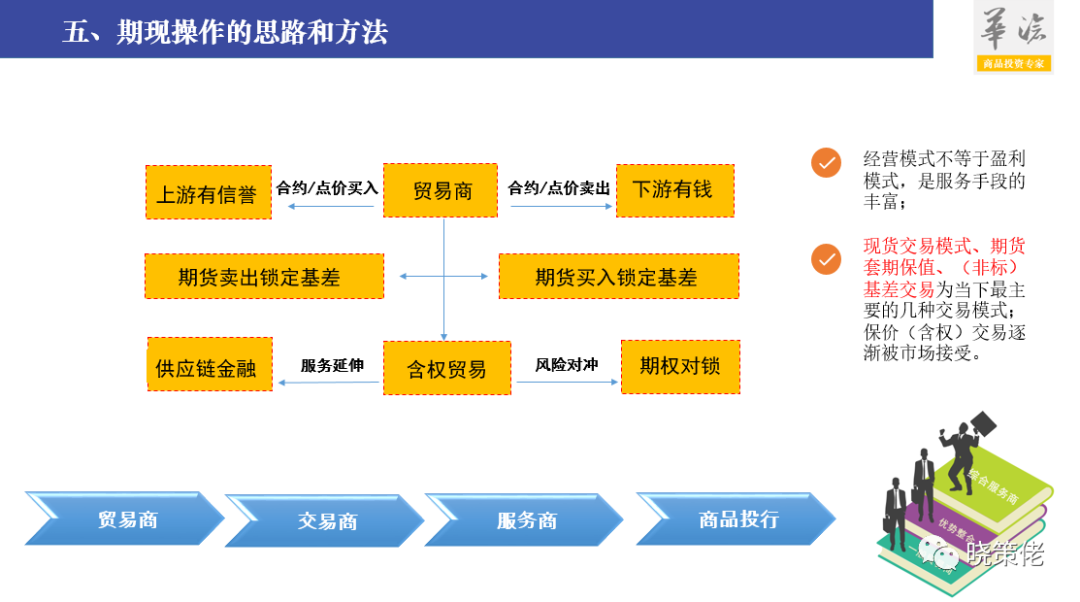 五、期现操作的思路和方法
華滄
商品投资专家
上游有信誉
合约/点价买入
贸易商
合约/点价卖出
下游有钱
期货卖出锁定基差
期货买入锁定基差
供应链金融
服务延伸
含权贸易
风险对冲
期权对锁
经营模式不等于盈利
模式，是服务手段的
丰富；
现货交易模式、期货
套期保值、（非标）
基差交易为当下最主
要的几种交易模式；
保价（含权）交易逐
渐被市场接受。
贸易商
交易商
服务商
商品投行
综合服务商
优势整合
晓策佬